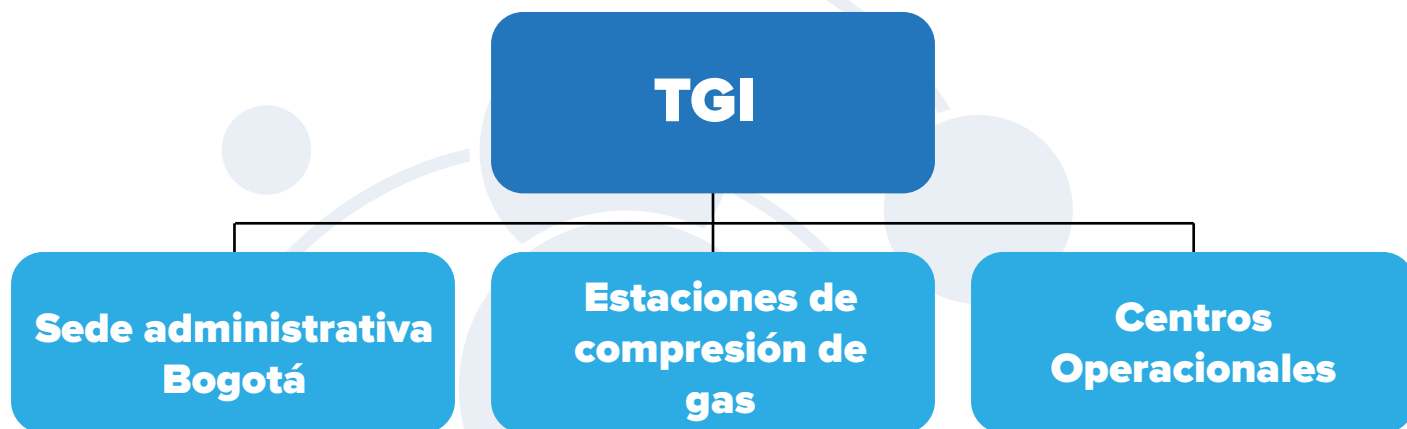 TGI
Sede administrativa
Bogotá
Estaciones de
compresión de
gas
Centros
Operacionales